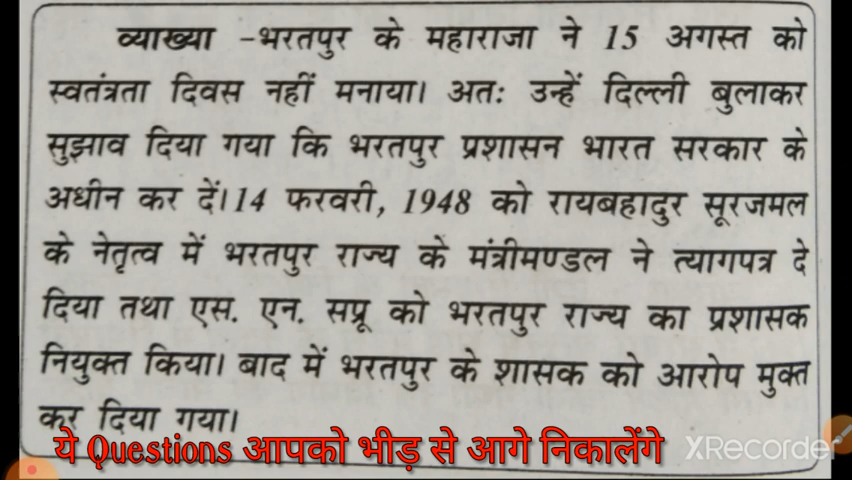 व्याख्या -भरतपुर के महाराजा ने 15 अगस्त को
स्वतंत्रता दिवस नहीं मनाया। अतः उन्हें दिल्ली बुलाकर
सुझाव दिया गया कि भरतपुर प्रशासन भारत सरकार के
अधीन कर दें।14 फरवरी, 1948 को रायबहादुर सूरजमल
के नेतृत्व में भरतपुर राज्य के मंत्रीमण्डल ने त्यागपत्र दे
दिया तथा एस. एन. सप्रू को भरतपुर राज्य का प्रशासक
नियुक्त किया। बाद में भरतपुर के शासक को आरोप मुक्त
कर दिया गया।
ये Questions आपको भीड़ से आगे निकालेंगे
XRecorder